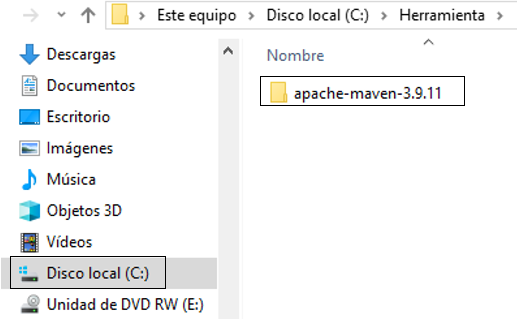 Este equipo > Disco local (C:) > Herramienta >
Descargas
Documentos
Escritorio
Imágenes
Música
Objetos 3D
Vídeos
Disco local (C:)
Unidad de DVD RW (E:)
Nombre
apache-maven-3.9.11